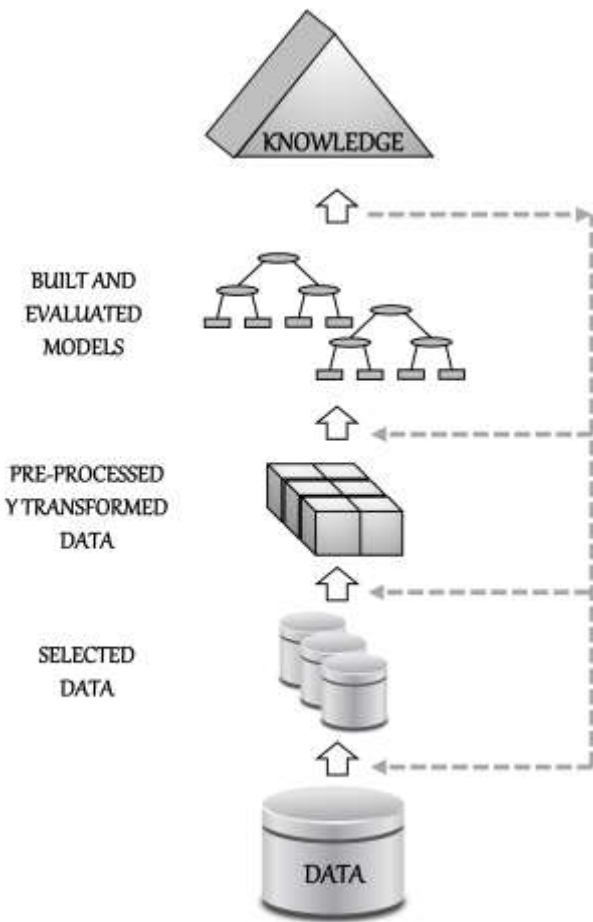 KNOWLEDGE
BUILT AND
EVALUATED
MODELS
PRE-PROCESSED
Y TRANSFORMED
DATA
SELECTED
DATA
DATA